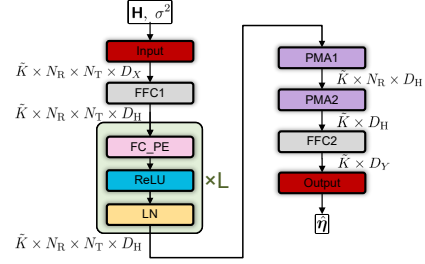 H, σ²
Input
K̃ × N_R × N_T × D_X
FFC1
K̃ × N_R × N_T × D_H
FC_PE
ReLU
×L
LN
K̃ × N_R × N_T × D_H
PMA1
K̃ × N_R × D_H
PMA2
K̃ × D_H
FFC2
K̃ × D_Y
Output
η̂